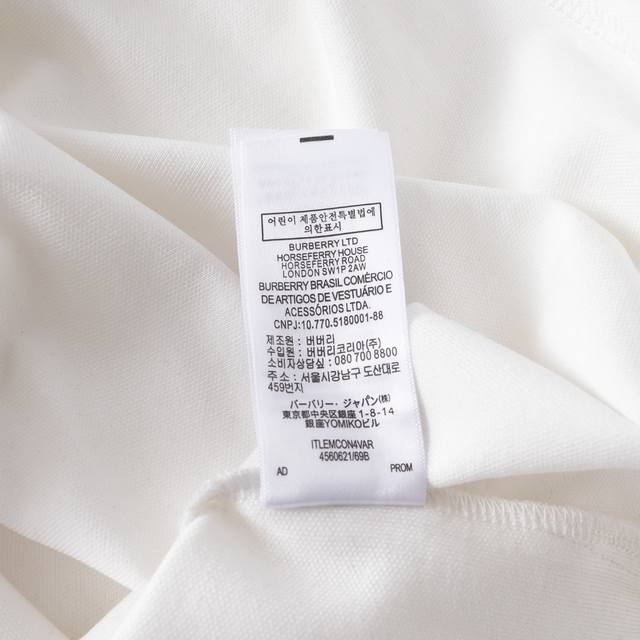 어린이 제품안전특별법에
의한표시
BURBERRY LTD
HORSEFERRY HOUSE
HORSEFERRY ROAD
LONDON SW1P 2AW
BURBERRY BRASIL COMÉRCIO
DE ARTIGOS DE VESTUÁRIO E
ACESSÓRIOS LTDA.
CNPJ:10.770.5180001-88
제조원 : 버버리
수입원 : 버버리코리아(주)
소비자상담실 : 080 700 8800
주 소 : 서울시강남구 도산대로
459번지
バーバリー・ジャパン(株)
東京都中央区銀座1-8-14
銀座YOMIKOビル
ITLEMCON4VAR
4560621/69B
AD PROM